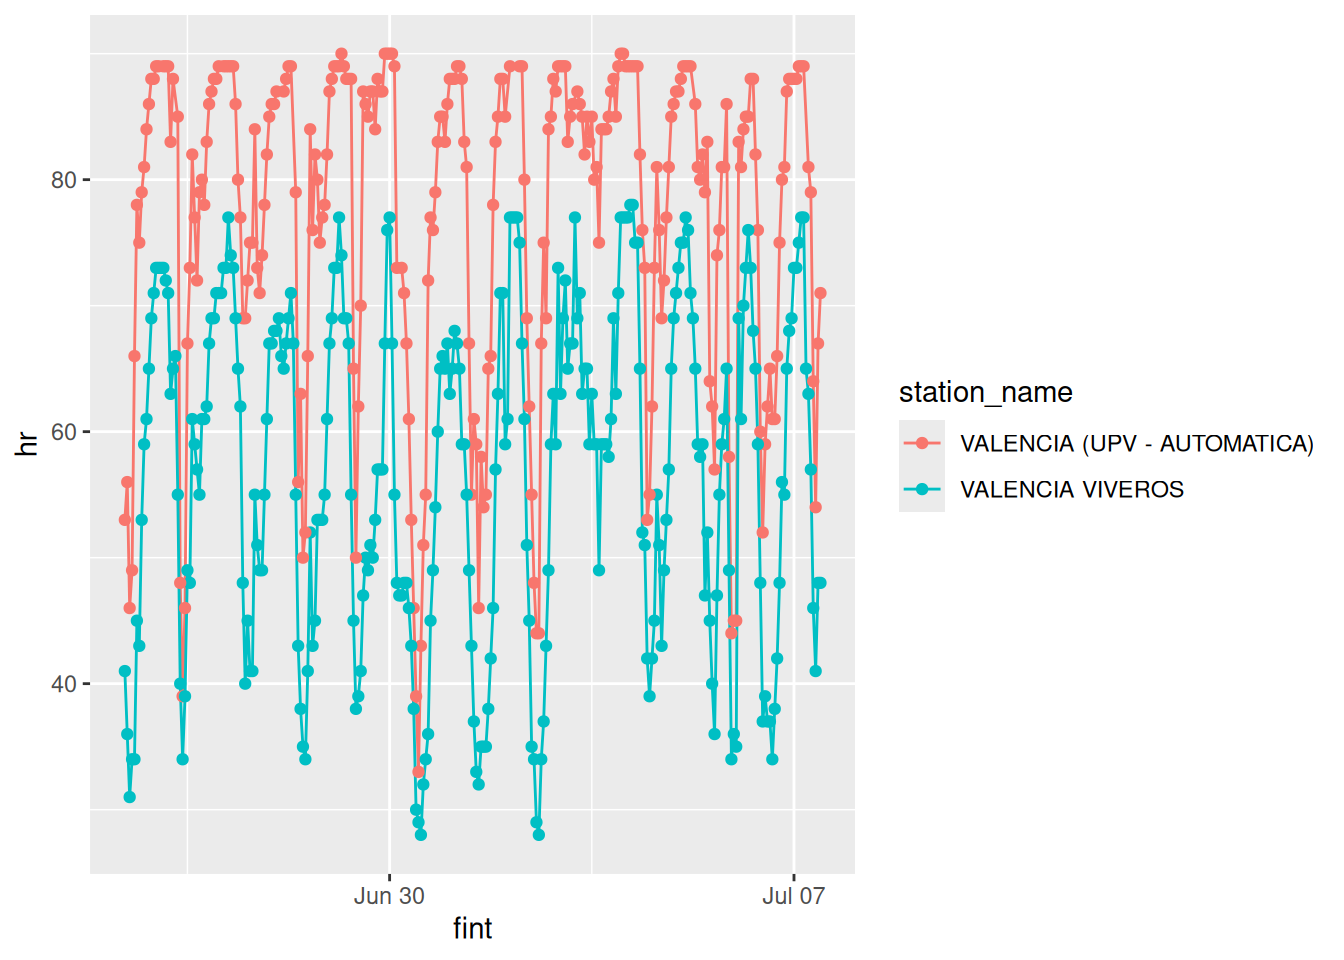 80
60
40
hr
Jun 30
Jul 07
fint
station_name
VALENCIA (UPV - AUTOMATICA)
VALENCIA VIVEROS